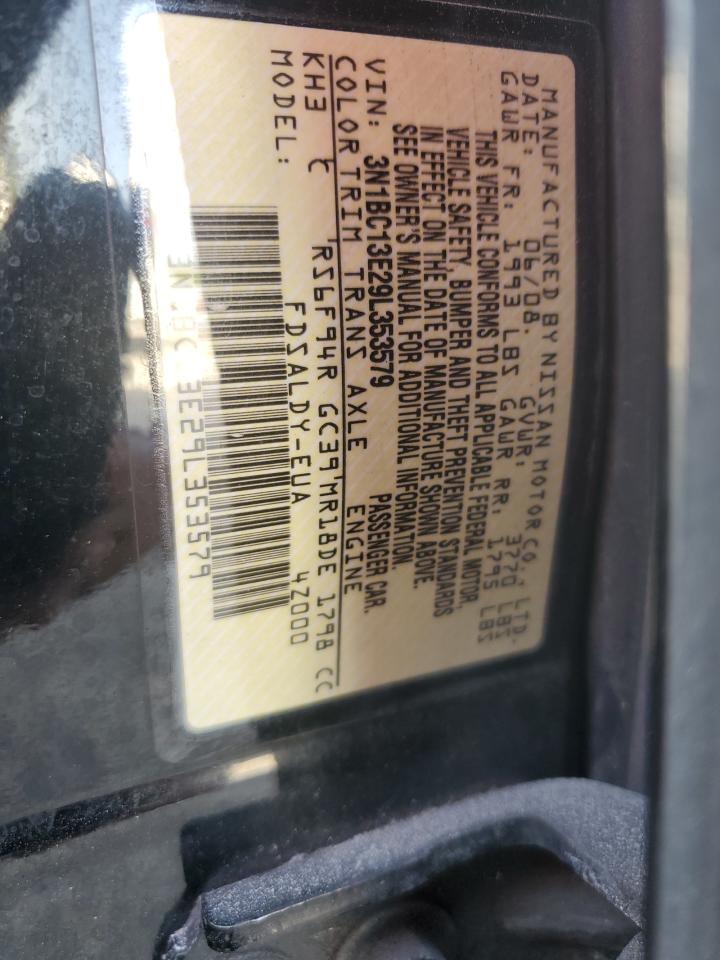 MANUFACTURED BY NISSAN MOTOR CO., LTD.
DATE: 06/08. GVWR: 3770 LBS
GAWR FR: 1993 LBS GAWR RR: 1795 LBS
THIS VEHICLE CONFORMS TO ALL APPLICABLE FEDERAL MOTOR,
VEHICLE SAFETY, BUMPER AND THEFT PREVENTION STANDARDS
IN EFFECT ON THE DATE OF MANUFACTURE SHOWN ABOVE.
SEE OWNER'S MANUAL FOR ADDITIONAL INFORMATION.
VIN: 3N1BC13E29L353579 PASSENGER CAR.
COLOR TRIM TRANS AXLE ENGINE
KH3 C RS6F94R GC39 MR18DE 1798 CC
MODEL: FDSALDY-EUA 4Z000
3N1BC13E29L353579